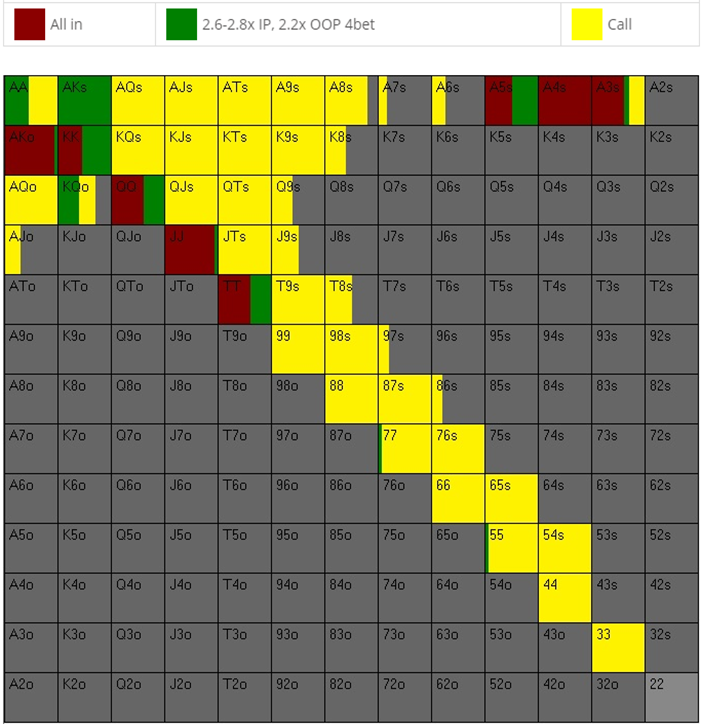 All in 2.6-2.8x IP, 2.2x OOP 4bet Call
AA AKs AQs AJs ATs A9s A8s A7s A6s A5s A4s A3s A2s
AKo KK KQs KJs KTs K9s K8s K7s K6s K5s K4s K3s K2s
AQo KQo QQ QJs QTs Q9s Q8s Q7s Q6s Q5s Q4s Q3s Q2s
AJo KJo QJo JJ JTs J9s J8s J7s J6s J5s J4s J3s J2s
ATo KTo QTo JTo TT T9s T8s T7s T6s T5s T4s T3s T2s
A9o K9o Q9o J9o T9o 99 98s 97s 96s 95s 94s 93s 92s
A8o K8o Q8o J8o T8o 98o 88 87s 86s 85s 84s 83s 82s
A7o K7o Q7o J7o T7o 97o 87o 77 76s 75s 74s 73s 72s
A6o K6o Q6o J6o T6o 96o 86o 76o 66 65s 64s 63s 62s
A5o K5o Q5o J5o T5o 95o 85o 75o 65o 55 54s 53s 52s
A4o K4o Q4o J4o T4o 94o 84o 74o 64o 54o 44 43s 42s
A3o K3o Q3o J3o T3o 93o 83o 73o 63o 53o 43o 33 32s
A2o K2o Q2o J2o T2o 92o 82o 72o 62o 52o 42o 32o 22